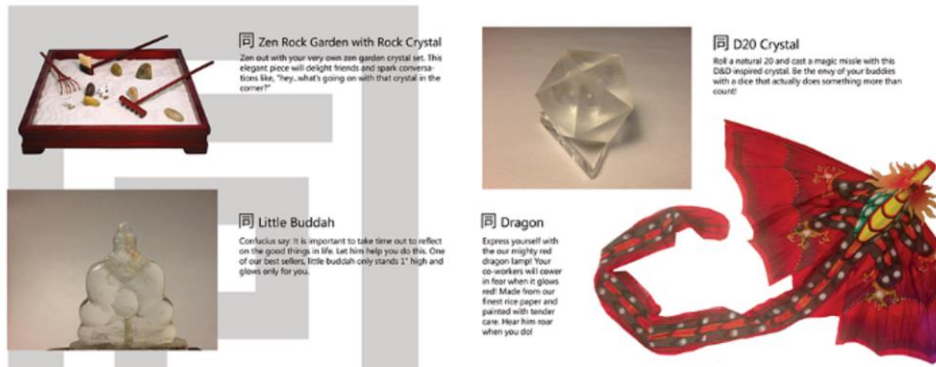 同 Zen Rock Garden with Rock Crystal
Zen out with your very own zen garden crystal set. This
elegant piece will delight friends and spark conversa-
tions like, "hey..what's going on with that crystal in the
corner?"
同 Little Buddah
Confucius say: It is important to take time out to reflect
on the good things in life. Let him help you do this. One
of our best sellers, little buddah only stands 1" high and
glows only for you.
同 D20 Crystal
Roll a natural 20 and cast a magic missle with this
D&D inspired crystal. Be the envy of your buddies
with a dice that actually does something more than
count!
同 Dragon
Express yourself with
the our mighty red
dragon lamp! Your
co-workers will cower
in fear when it glows
red! Made from our
finest rice paper and
painted with tender
care. Hear him roar
when you do!